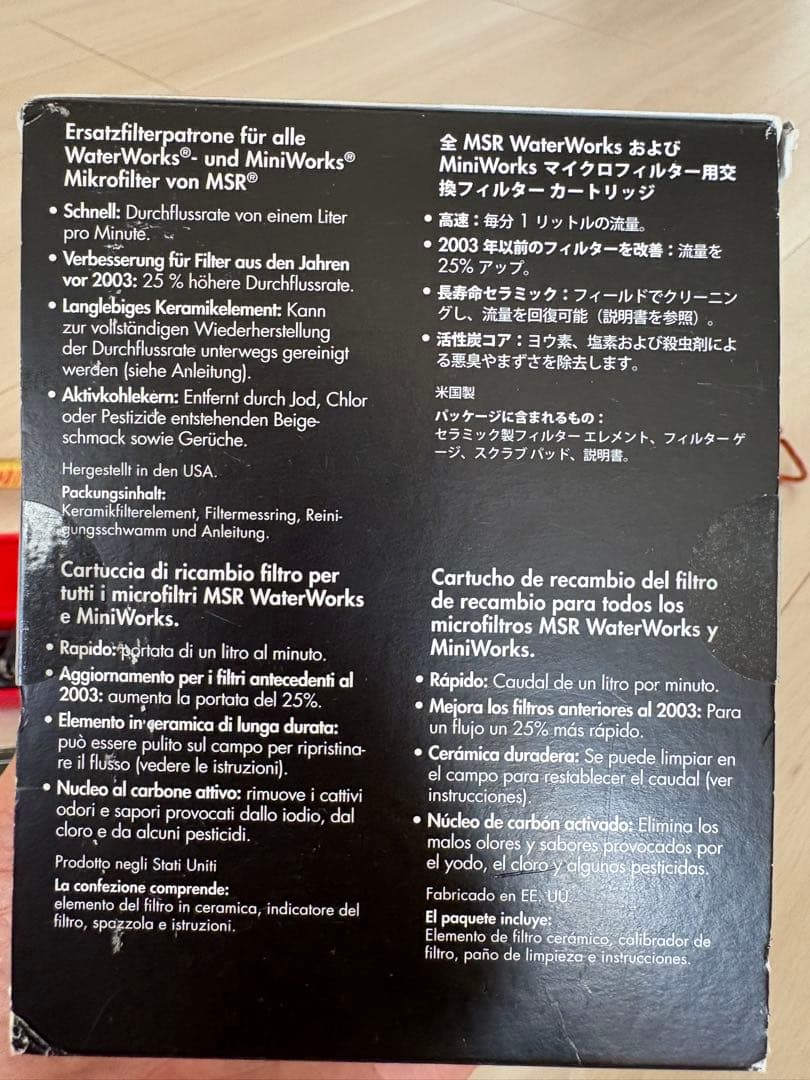 Ersatzfilterpatrone für alle
WaterWorks®- und MiniWorks®
Mikrofilter von MSR®
• Schnell: Durchflussrate von einem Liter
pro Minute.
• Verbesserung für Filter aus den Jahren
vor 2003: 25 % höhere Durchflussrate.
• Langlebiges Keramikelement: Kann
zur vollständigen Wiederherstellung
der Durchflussrate unterwegs gereinigt
werden (siehe Anleitung).
• Aktivkohlekern: Entfernt durch Jod, Chlor
oder Pestizide entstehenden Beige-
schmack sowie Gerüche.
Hergestellt in den USA.
Packungsinhalt:
Keramikfilterelement, Filtermessring, Reini-
gungsschwamm und Anleitung.
全 MSR WaterWorks および
MiniWorks マイクロフィルター用交
換フィルター カートリッジ
• 高速：毎分 1 リットルの流量。
• 2003 年以前のフィルターを改善：流量を
25% アップ。
• 長寿命セラミック：フィールドでクリーニン
グし、流量を回復可能（説明書を参照）。
• 活性炭コア：ヨウ素、塩素および殺虫剤によ
る悪臭やまずさを除去します。
米国製
パッケージに含まれるもの：
セラミック製フィルター エレメント、フィルター ゲ
ージ、スクラブ パッド、説明書。
Cartuccia di ricambio filtro per
tutti i microfiltri MSR WaterWorks
e MiniWorks.
• Rapido: portata di un litro al minuto.
• Aggiornamento per i filtri antecedenti al
2003: aumenta la portata del 25%.
• Elemento in ceramica di lunga durata:
può essere pulito sul campo per ripristina-
re il flusso (vedere le istruzioni).
• Nucleo al carbone attivo: rimuove i cattivi
odori e sapori provocati dallo iodio, dal
cloro e da alcuni pesticidi.
Prodotto negli Stati Uniti
La confezione comprende:
elemento del filtro in ceramica, indicatore del
filtro, spazzola e istruzioni.
Cartucho de recambio del filtro
de recambio para todos los
microfiltros MSR WaterWorks y
MiniWorks.
• Rápido: Caudal de un litro por minuto.
• Mejora los filtros anteriores al 2003: Para
un flujo un 25% más rápido.
• Cerámica duradera: Se puede limpiar en
el campo para restablecer el caudal (ver
instrucciones).
• Núcleo de carbón activado: Elimina los
malos olores y sabores provocados por
el yodo, el cloro y algunos pesticidas.
Fabricado en EE. UU.
El paquete incluye:
Elemento de filtro cerámico, calibrador de
filtro, paño de limpieza e instrucciones.